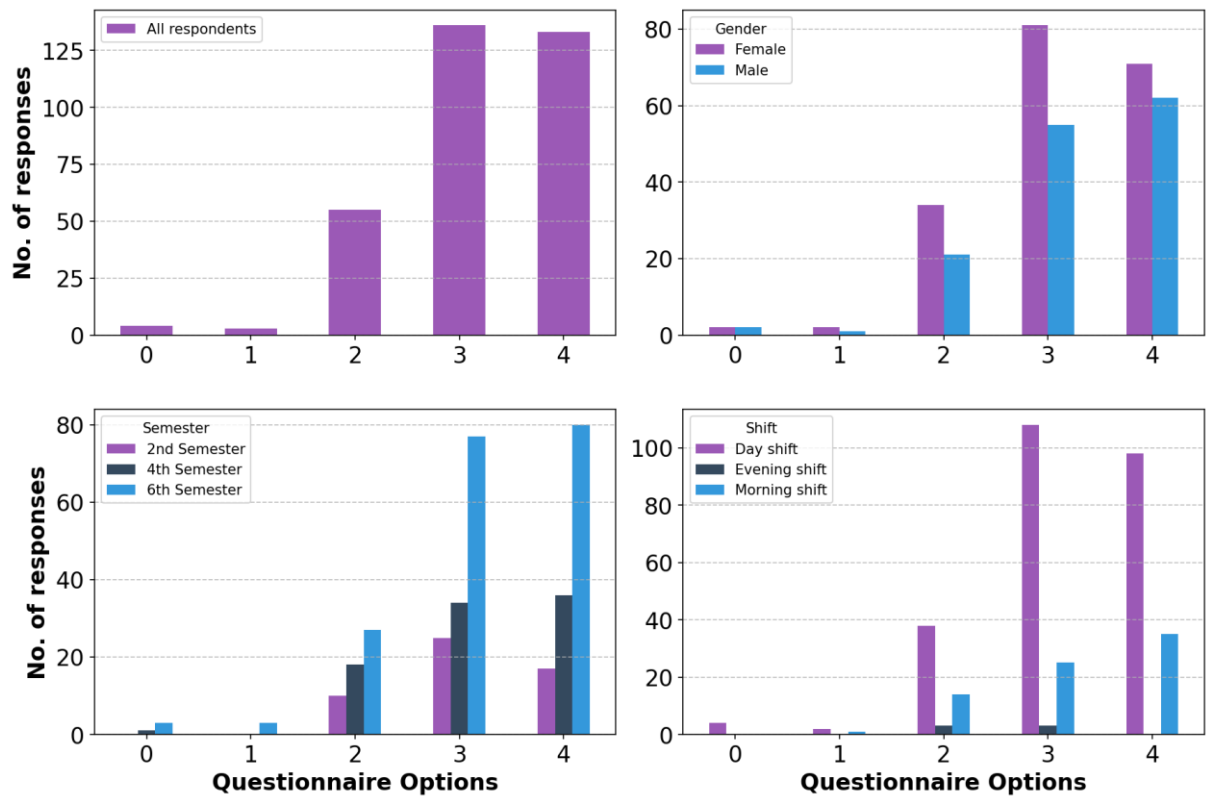 All respondents
No. of responses
125
100
75
50
25
0
0 1 2 3 4
Gender
Female
Male
80
60
40
20
0
0 1 2 3 4
Semester
2nd Semester
4th Semester
6th Semester
No. of responses
80
60
40
20
0
0 1 2 3 4
Questionnaire Options
Shift
Day shift
Evening shift
Morning shift
100
80
60
40
20
0
0 1 2 3 4
Questionnaire Options